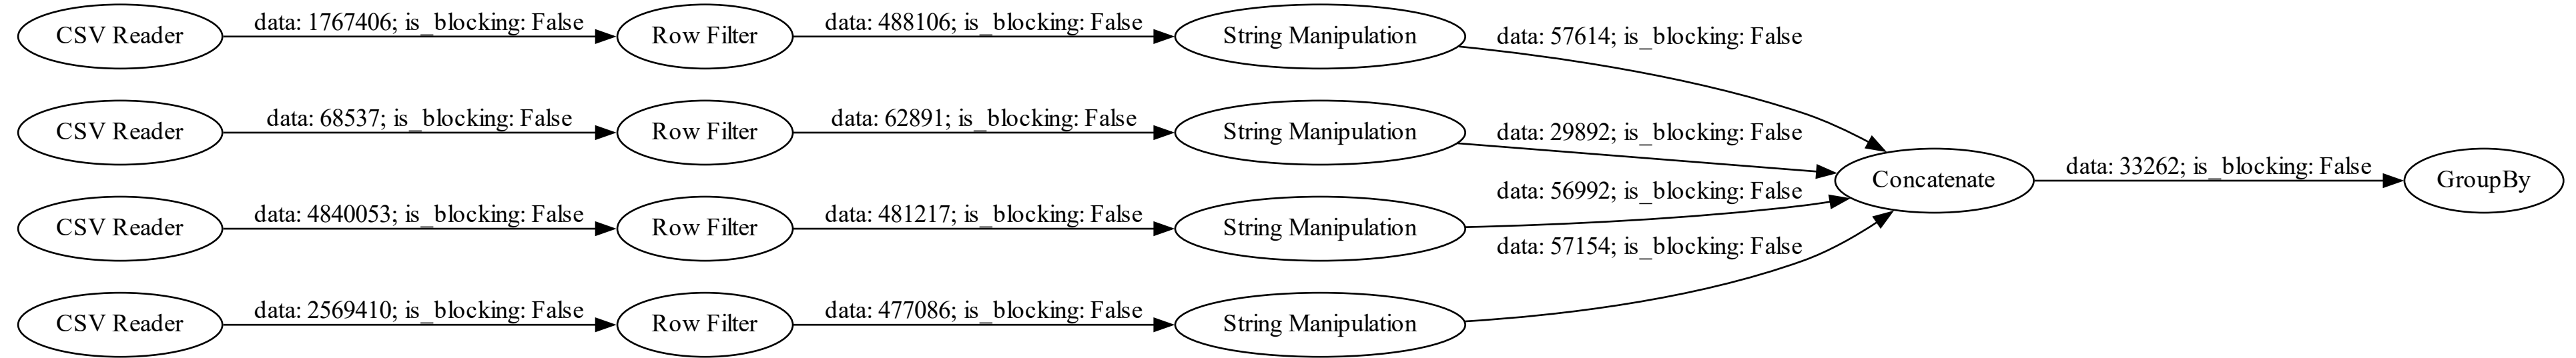 CSV Reader
data: 1767406; is_blocking: False
Row Filter
data: 488106; is_blocking: False
String Manipulation
data: 57614; is_blocking: False
CSV Reader
data: 68537; is_blocking: False
Row Filter
data: 62891; is_blocking: False
String Manipulation
data: 29892; is_blocking: False
CSV Reader
data: 4840053; is_blocking: False
Row Filter
data: 481217; is_blocking: False
String Manipulation
data: 56992; is_blocking: False
CSV Reader
data: 2569410; is_blocking: False
Row Filter
data: 477086; is_blocking: False
String Manipulation
data: 57154; is_blocking: False
Concatenate
data: 33262; is_blocking: False
GroupBy